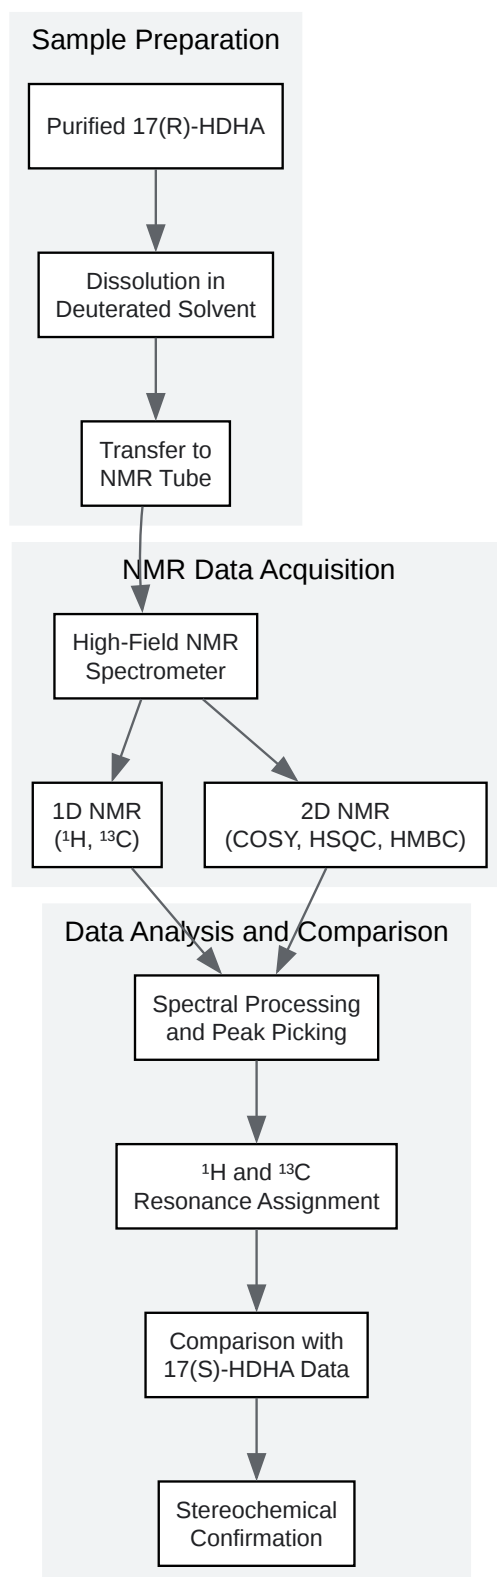 Sample Preparation
Purified 17(R)-HDHA
Dissolution in
Deuterated Solvent
Transfer to
NMR Tube
NMR Data Acquisition
High-Field NMR
Spectrometer
1D NMR
(¹H, ¹³C)
2D NMR
(COSY, HSQC, HMBC)
Data Analysis and Comparison
Spectral Processing
and Peak Picking
¹H and ¹³C
Resonance Assignment
Comparison with
17(S)-HDHA Data
Stereochemical
Confirmation